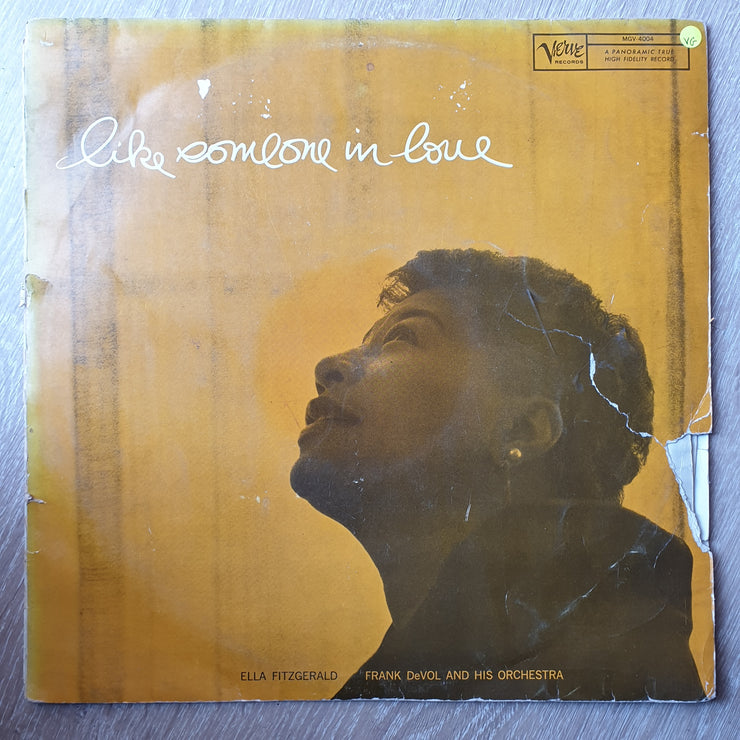 MGV-4004
Verve
RECORDS
A PANORAMIC TRUE
HIGH FIDELITY RECORD
VG
like someone in love
ELLA FITZGERALD FRANK DeVOL AND HIS ORCHESTRA